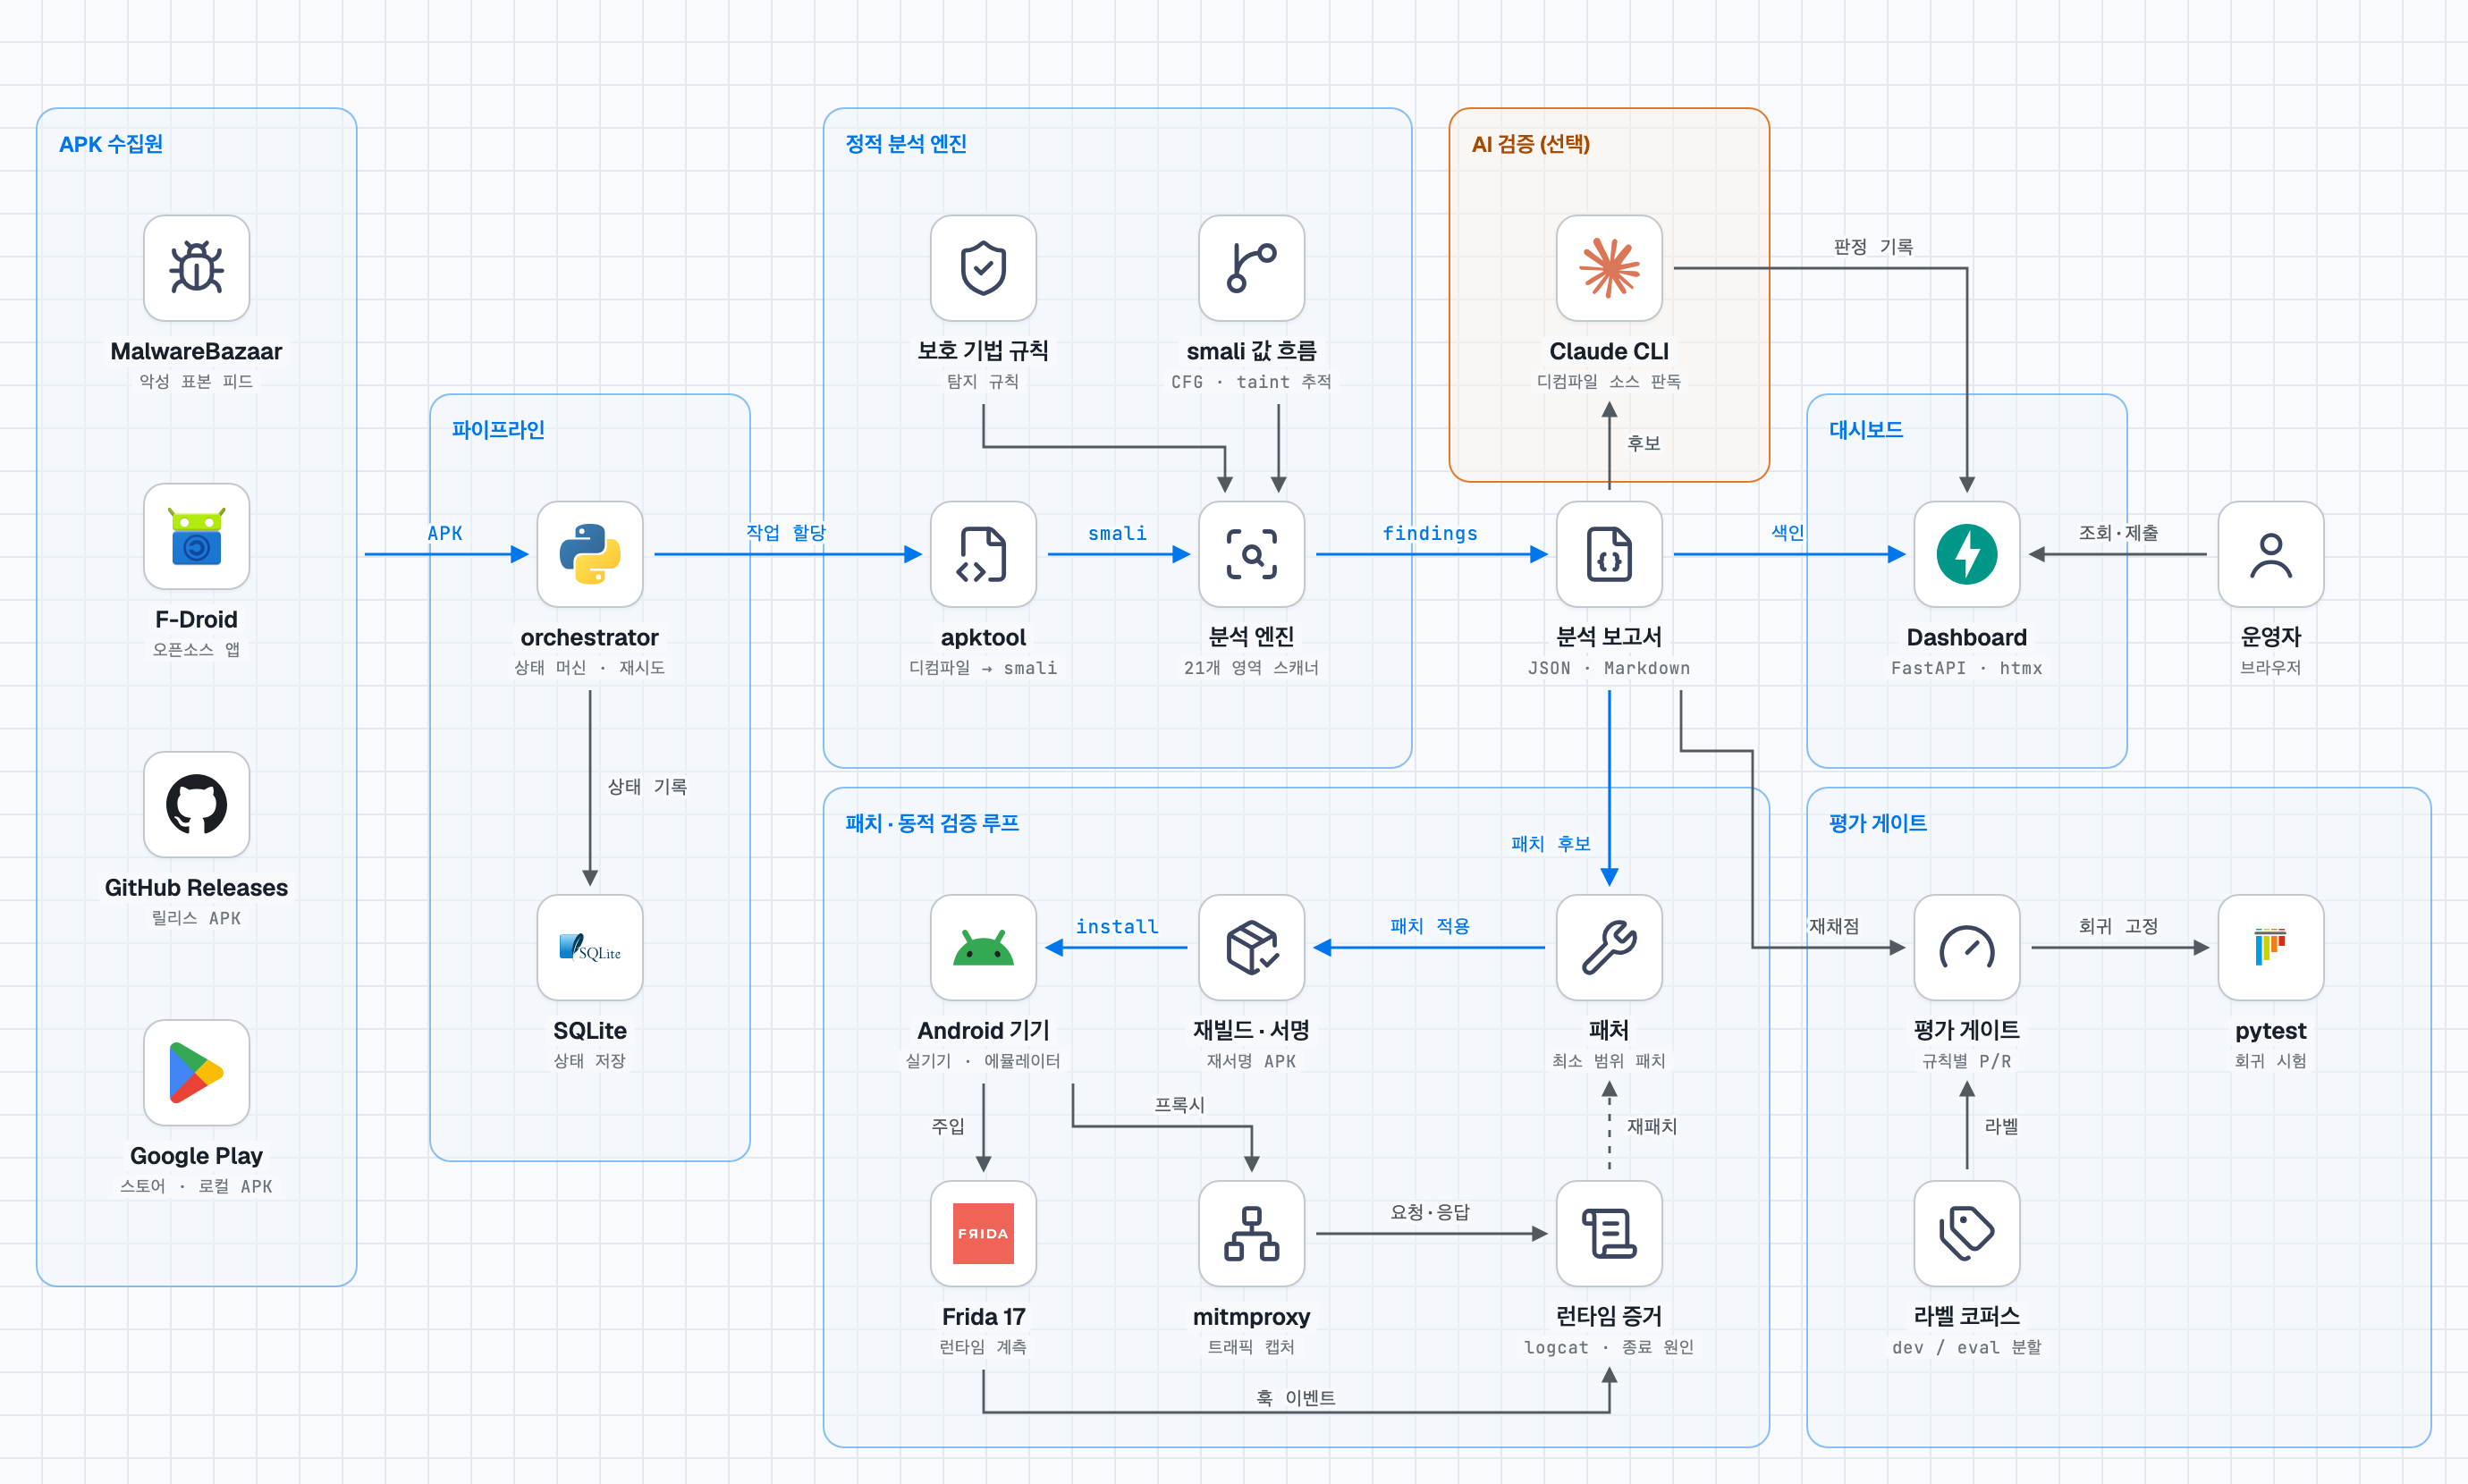 APK 수집원
MalwareBazaar
악성 표본 피드
F-Droid
오픈소스 앱
GitHub Releases
릴리스 APK
Google Play
스토어 · 로컬 APK
APK
파이프라인
orchestrator
상태 머신 · 재시도
상태 기록
SQLite
SQLite
상태 저장
작업 할당
정적 분석 엔진
보호 기법 규칙
탐지 규칙
smali 값 흐름
CFG · taint 추적
apktool
디컴파일 → smali
smali
분석 엔진
21개 영역 스캐너
findings
AI 검증 (선택)
Claude CLI
디컴파일 소스 판독
후보
판정 기록
분석 보고서
JSON · Markdown
색인
대시보드
Dashboard
FastAPI · htmx
조회·제출
운영자
브라우저
패치 · 동적 검증 루프
패치 후보
Android 기기
실기기 · 에뮬레이터
install
재빌드 · 서명
재서명 APK
패치 적용
패처
최소 범위 패치
주입
프록시
재패치
FRIDA
Frida 17
런타임 계측
mitmproxy
트래픽 캡처
요청·응답
런타임 증거
logcat · 종료 원인
훅 이벤트
평가 게이트
재채점
평가 게이트
규칙별 P/R
회귀 고정
pytest
회귀 시험
라벨
라벨 코퍼스
dev / eval 분할